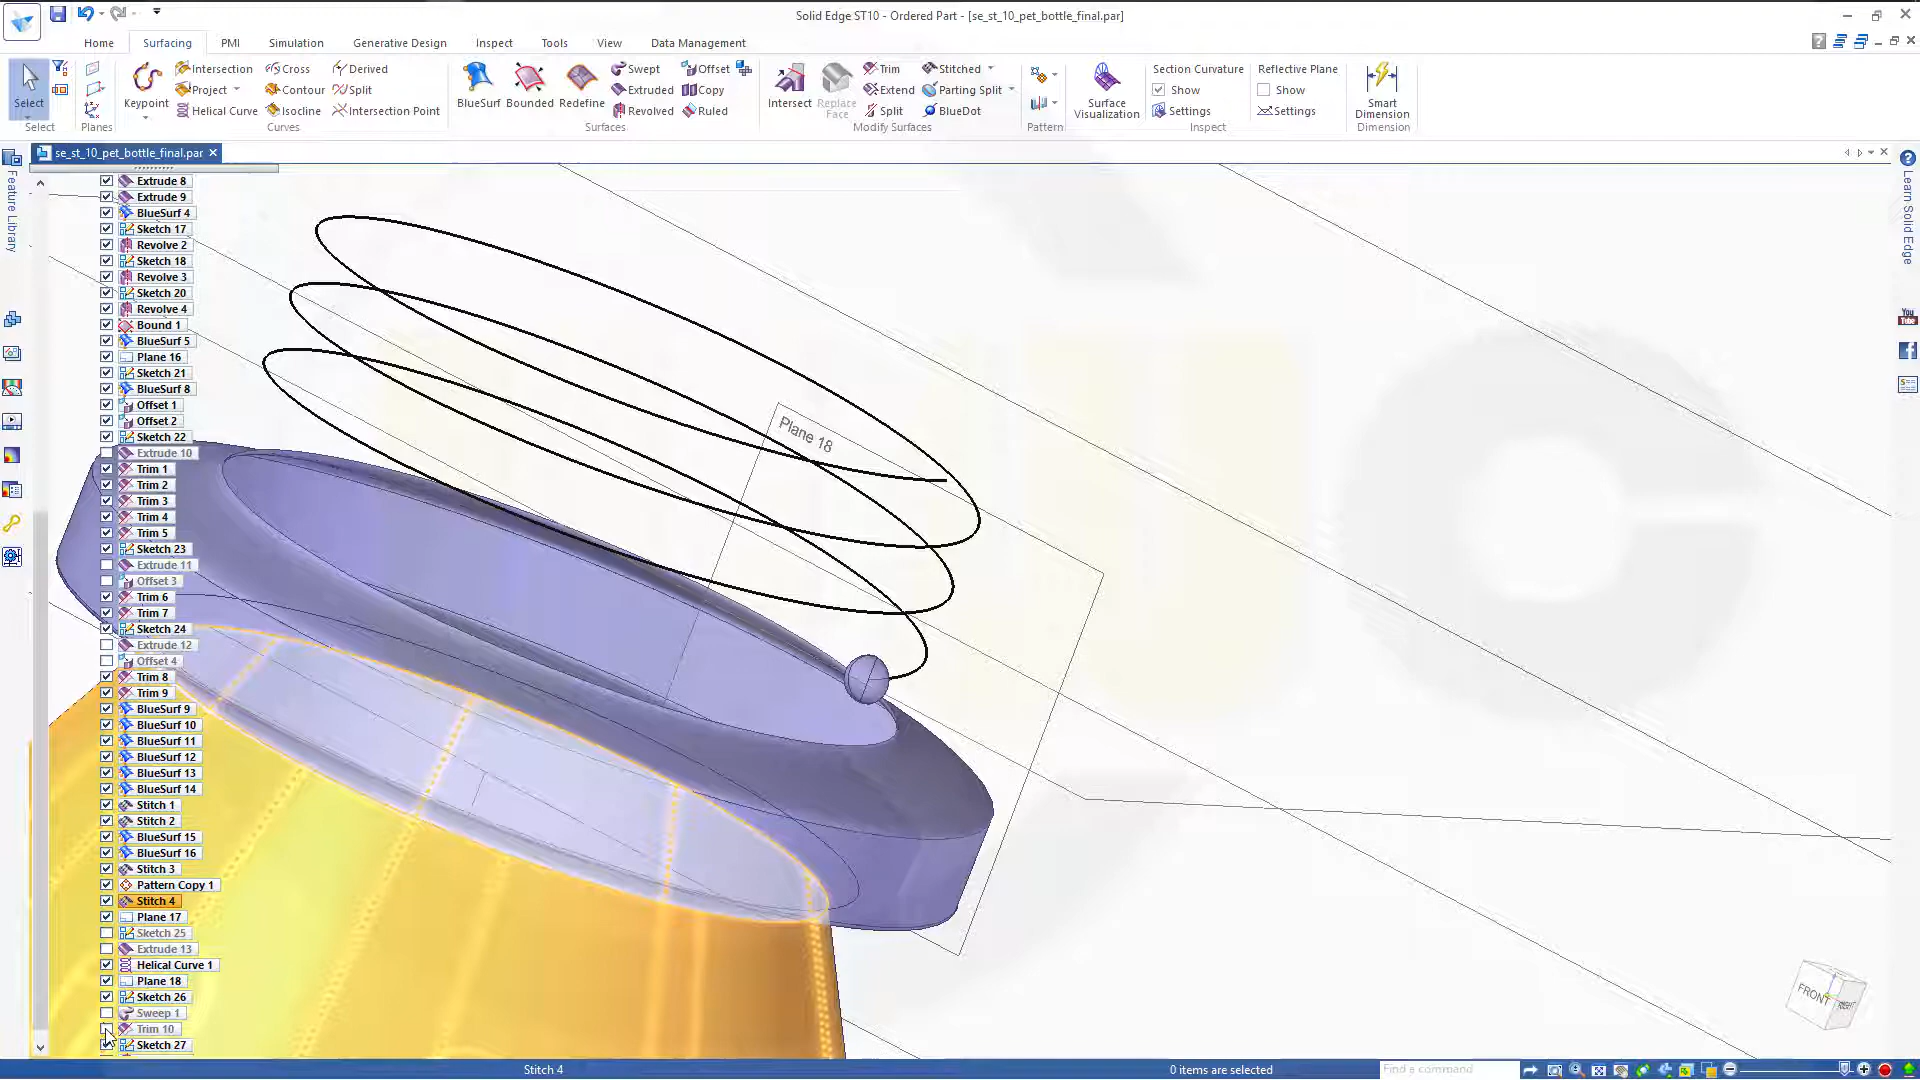 Solid Edge ST10 - Ordered Part - [se_st_10_pet_bottle_final.par]
Home Surfacing PMI Simulation Generative Design Inspect Tools View Data Management
Select
Select
Planes
Keypoint
Intersection
Project
Helical Curve
Cross
Contour
Isocline
Derived
Split
Intersection Point
Curves
BlueSurf
Bounded
Redefine
Swept
Extruded
Revolved
Offset
Copy
Ruled
Surfaces
Intersect
Replace
Face
Trim
Extend
Split
Stitched
Parting Split
BlueDot
Modify Surfaces
Pattern
Surface
Visualization
Section Curvature
Show
Settings
Reflective Plane
Show
Settings
Inspect
Smart
Dimension
Dimension
se_st_10_pet_bottle_final.par
Feature Library
Learn Solid Edge
You
Tube
Extrude 8
Extrude 9
BlueSurf 4
Sketch 17
Revolve 2
Sketch 18
Revolve 3
Sketch 20
Revolve 4
Bound 1
BlueSurf 5
Plane 16
Sketch 21
BlueSurf 8
Offset 1
Offset 2
Sketch 22
Extrude 10
Trim 1
Trim 2
Trim 3
Trim 4
Trim 5
Sketch 23
Extrude 11
Offset 3
Trim 6
Trim 7
Sketch 24
Extrude 12
Offset 4
Trim 8
Trim 9
BlueSurf 9
BlueSurf 10
BlueSurf 11
BlueSurf 12
BlueSurf 13
BlueSurf 14
Stitch 1
Stitch 2
BlueSurf 15
BlueSurf 16
Stitch 3
Pattern Copy 1
Stitch 4
Plane 17
Sketch 25
Extrude 13
Helical Curve 1
Plane 18
Sketch 26
Sweep 1
Trim 10
Sketch 27
Plane 18
FRONT
RIGHT
Stitch 4
0 items are selected
Find a command